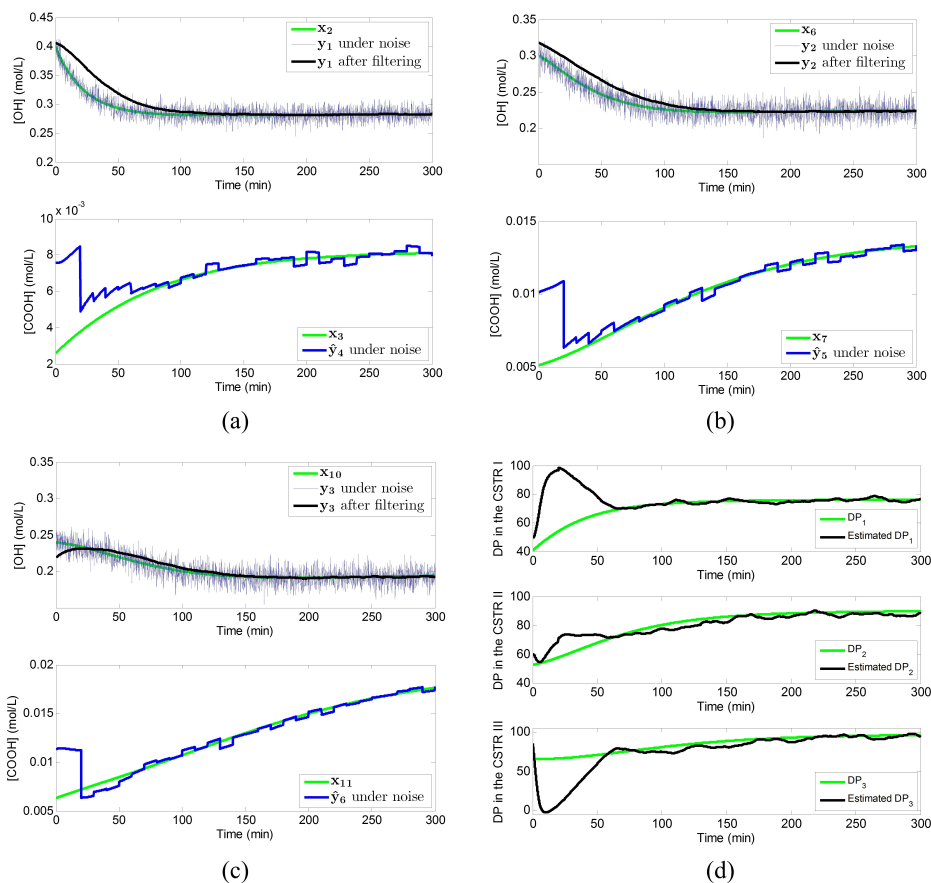 0.45
0.4
0.35
0.3
0.25
0.2
0 50 100 150 200 250 300
Time (min)
[OH] (mol/L)
x2
y1 under noise
y1 after filtering
x 10^-3
10
8
6
4
2
0 50 100 150 200 250 300
Time (min)
[COOH] (mol/L)
x3
ŷ4 under noise
(a)
0.35
0.3
0.25
0.2
0 50 100 150 200 250 300
Time (min)
[OH] (mol/L)
x6
y2 under noise
y2 after filtering
0.015
0.01
0.005
0 50 100 150 200 250 300
Time (min)
[COOH] (mol/L)
x7
ŷ5 under noise
(b)
0.35
0.3
0.25
0.2
0 50 100 150 200 250 300
Time (min)
[OH] (mol/L)
x10
y3 under noise
y3 after filtering
0.02
0.015
0.01
0.005
0 50 100 150 200 250 300
Time (min)
[COOH] (mol/L)
x11
ŷ6 under noise
(c)
100
80
60
40
0 50 100 150 200 250 300
Time (min)
DP in the CSTR I
DP1
Estimated DP1
100
80
60
40
0 50 100 150 200 250 300
Time (min)
DP in the CSTR II
DP2
Estimated DP2
100
50
0
0 50 100 150 200 250 300
Time (min)
DP in the CSTR III
DP3
Estimated DP3
(d)